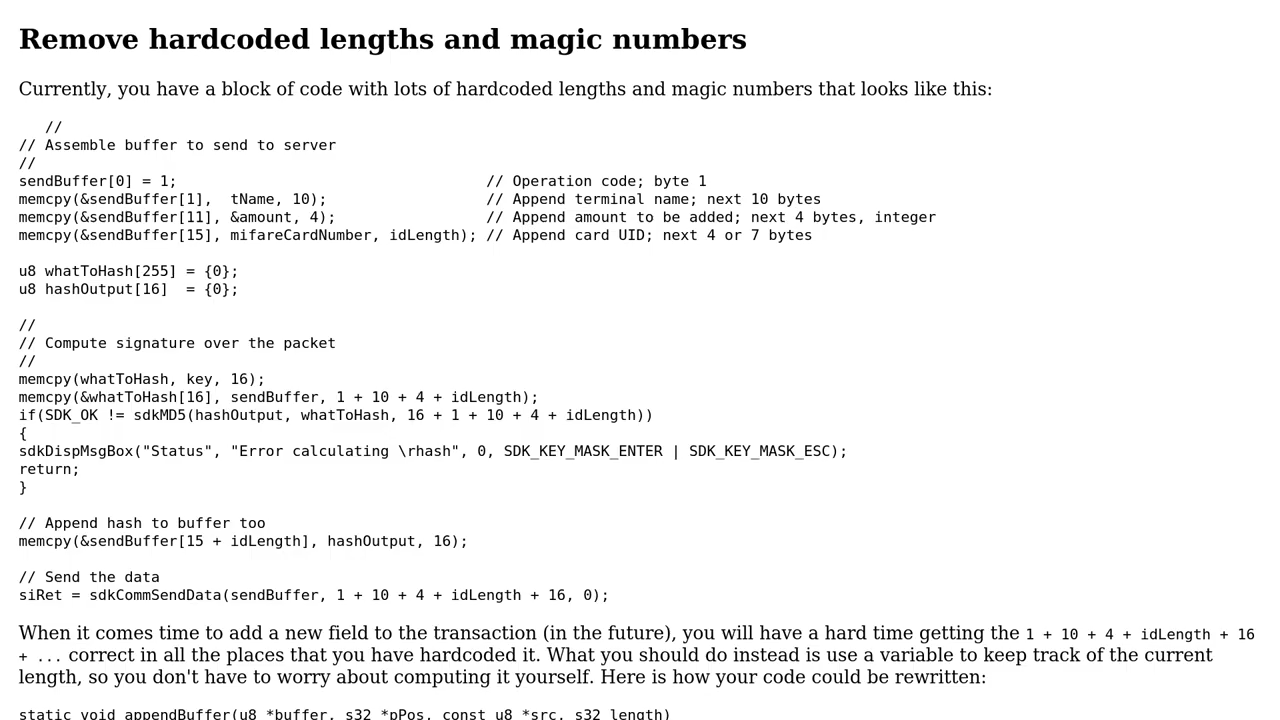 Remove hardcoded lengths and magic numbers
Currently, you have a block of code with lots of hardcoded lengths and magic numbers that looks like this:
   //
// Assemble buffer to send to server
//
sendBuffer[0] = 1;                                   // Operation code; byte 1
memcpy(&sendBuffer[1],  tName, 10);                  // Append terminal name; next 10 bytes
memcpy(&sendBuffer[11], &amount, 4);                 // Append amount to be added; next 4 bytes, integer
memcpy(&sendBuffer[15], mifareCardNumber, idLength); // Append card UID; next 4 or 7 bytes
u8 whatToHash[255] = {0};
u8 hashOutput[16]  = {0};
//
// Compute signature over the packet
//
memcpy(whatToHash, key, 16);
memcpy(&whatToHash[16], sendBuffer, 1 + 10 + 4 + idLength);
if(SDK_OK != sdkMD5(hashOutput, whatToHash, 16 + 1 + 10 + 4 + idLength))
{
sdkDispMsgBox("Status", "Error calculating \rhash", 0, SDK_KEY_MASK_ENTER | SDK_KEY_MASK_ESC);
return;
}
// Append hash to buffer too
memcpy(&sendBuffer[15 + idLength], hashOutput, 16);
// Send the data
siRet = sdkCommSendData(sendBuffer, 1 + 10 + 4 + idLength + 16, 0);
When it comes time to add a new field to the transaction (in the future), you will have a hard time getting the 1 + 10 + 4 + idLength + 16
+ ... correct in all the places that you have hardcoded it. What you should do instead is use a variable to keep track of the current
length, so you don't have to worry about computing it yourself. Here is how your code could be rewritten:
static void appendBuffer(u8 *buffer, s32 *pPos, const u8 *src, s32 length)